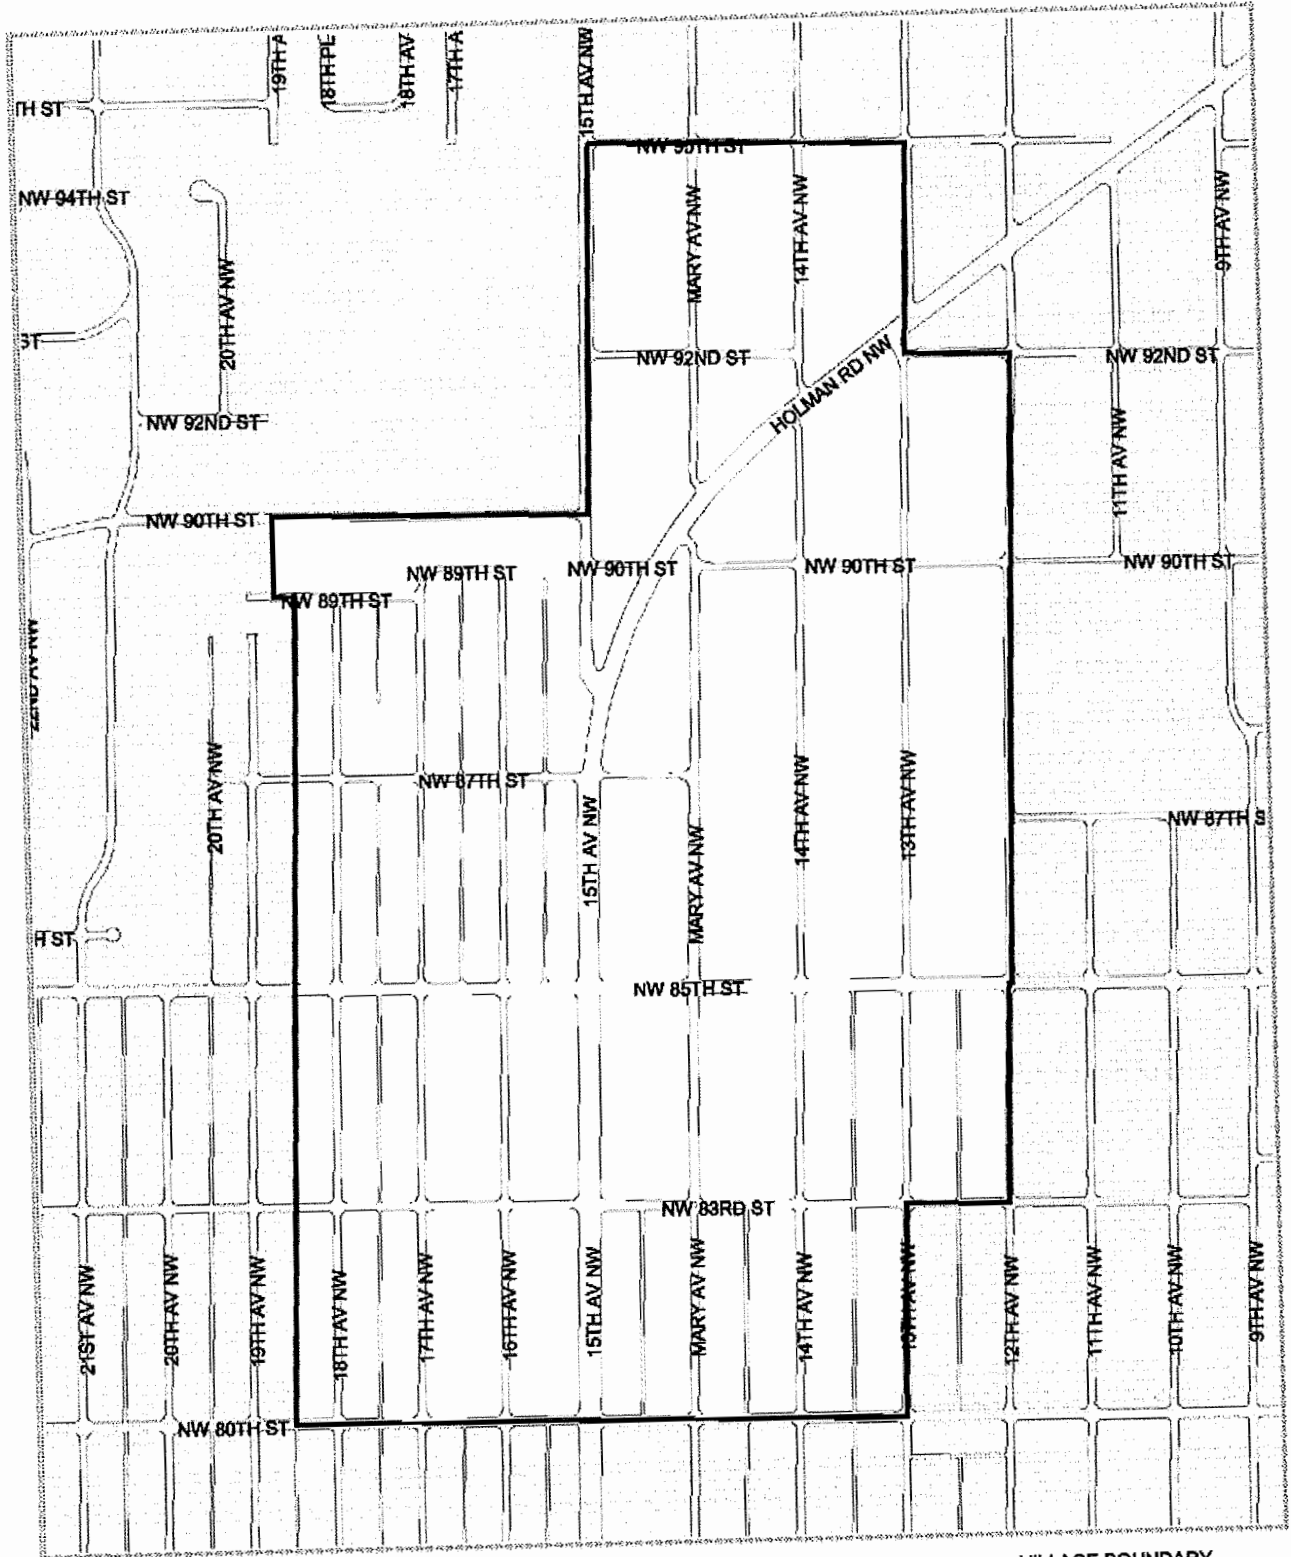 19TH A
18TH PL
18TH AV
17TH A
15TH AV NW
TH ST
NW 95TH ST
NW 94TH ST
MARY AV NW
14TH AV NW
9TH AV NW
20TH AV NW
ST
NW 92ND ST
HOLMAN RD NW
NW 92ND ST
NW 92ND ST
11TH AV NW
NW 90TH ST
NW 89TH ST
NW 90TH ST
NW 90TH ST
NW 90TH ST
NW 89TH ST
22ND AV NW
20TH AV NW
NW 87TH ST
15TH AV NW
MARY AV NW
14TH AV NW
13TH AV NW
NW 87TH S
H ST
NW 85TH ST
NW 83RD ST
21ST AV NW
20TH AV NW
19TH AV NW
18TH AV NW
17TH AV NW
16TH AV NW
15TH AV NW
MARY AV NW
14TH AV NW
13TH AV NW
12TH AV NW
11TH AV NW
10TH AV NW
9TH AV NW
NW 80TH ST
VILLAGE BOUNDARY